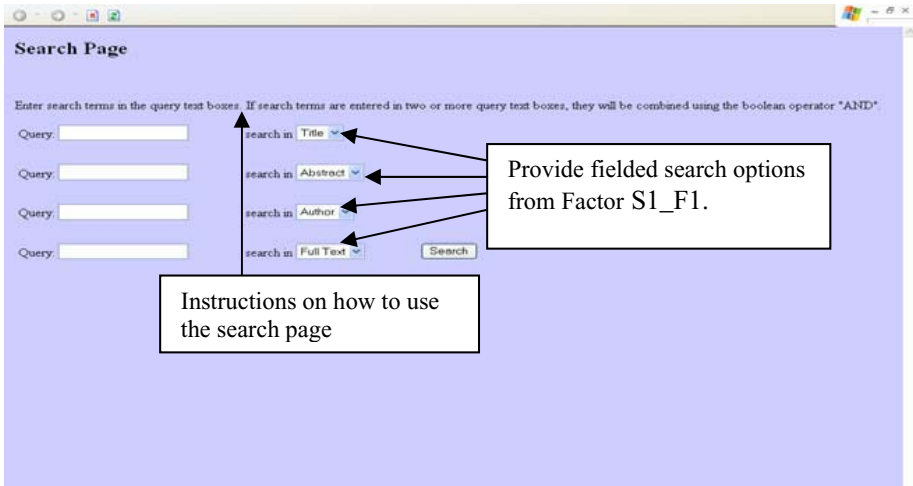 Search Page
Enter search terms in the query text boxes. If search terms are entered in two or more query text boxes, they will be combined using the boolean operator "AND".
Query: search in Title
Query: search in Abstract
Provide fielded search options
from Factor S1_F1.
Query: search in Author
Query: search in Full Text Search
Instructions on how to use
the search page